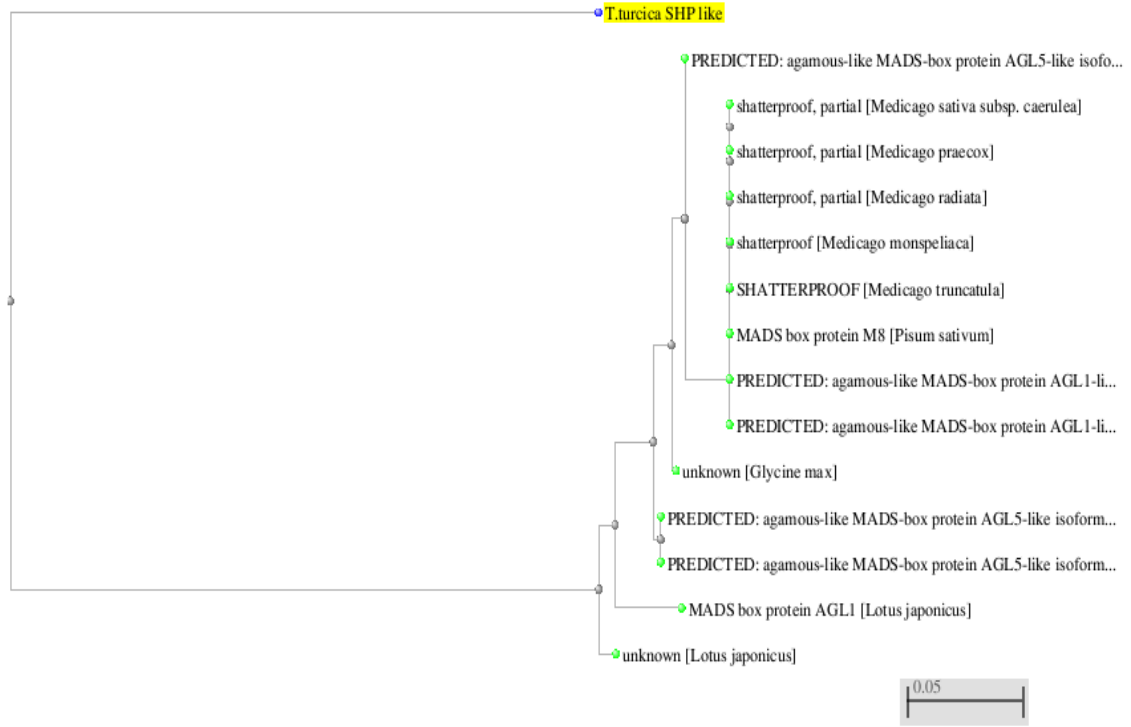 T.turcica SHP like
PREDICTED: agamous-like MADS-box protein AGL5-like isofo...
shatterproof, partial [Medicago sativa subsp. caerulea]
shatterproof, partial [Medicago praecox]
shatterproof, partial [Medicago radiata]
shatterproof [Medicago monspeliaca]
SHATTERPROOF [Medicago truncatula]
MADS box protein M8 [Pisum sativum]
PREDICTED: agamous-like MADS-box protein AGL1-li...
PREDICTED: agamous-like MADS-box protein AGL1-li...
unknown [Glycine max]
PREDICTED: agamous-like MADS-box protein AGL5-like isoform...
PREDICTED: agamous-like MADS-box protein AGL5-like isoform...
MADS box protein AGL1 [Lotus japonicus]
unknown [Lotus japonicus]
0.05